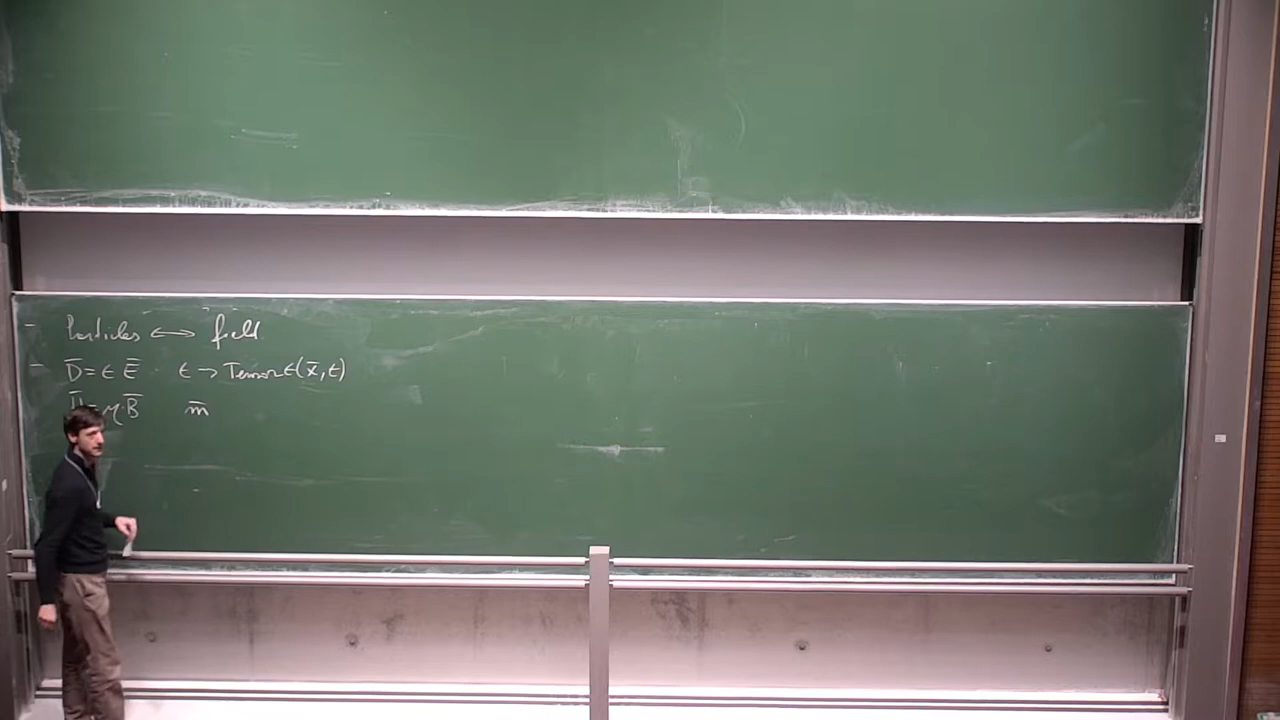 - Particles ↔ field.
- D̅ = ϵ E̅ ϵ → Tensor ϵ(x̅, t)
= μ B̅ m̅